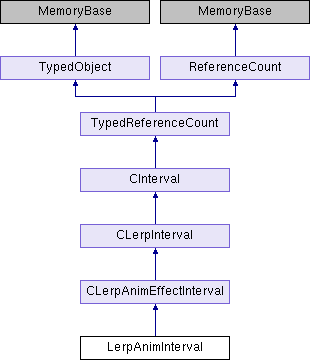 MemoryBase MemoryBase
TypedObject ReferenceCount
TypedReferenceCount
CInterval
CLerpInterval
CLerpAnimEffectInterval
LerpAnimInterval